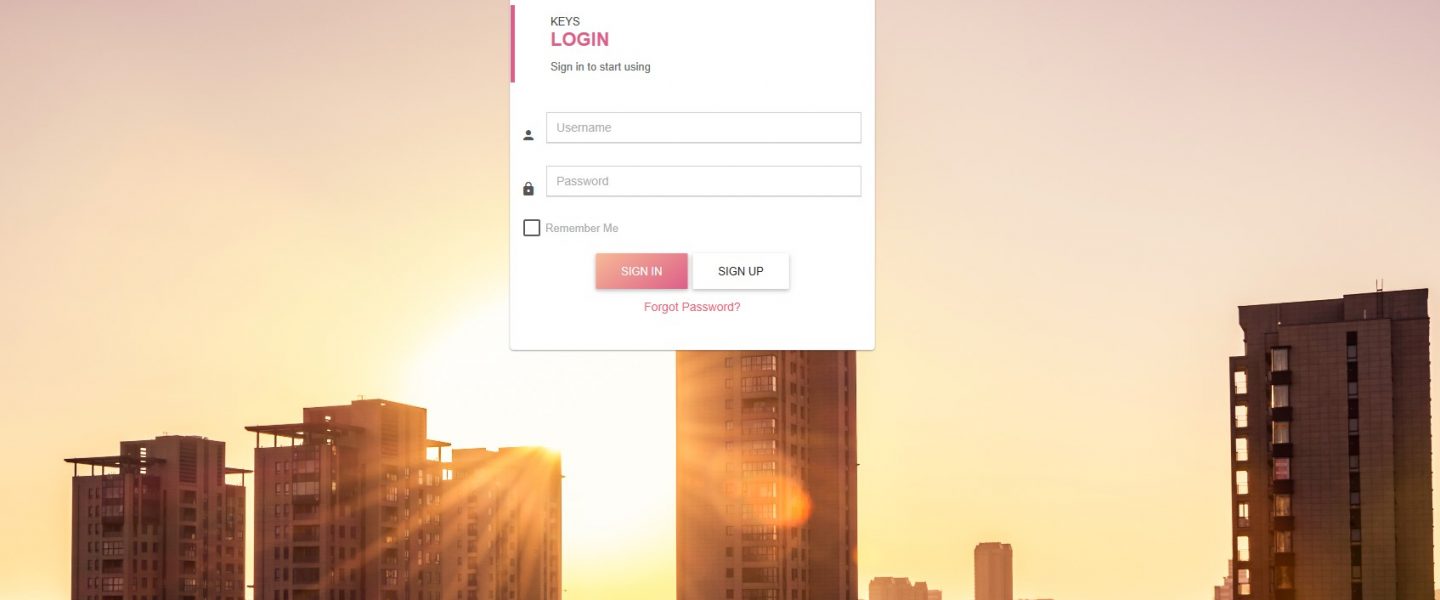 KEYS
LOGIN
Sign in to start using
Username
Password
Remember Me
SIGN IN SIGN UP
Forgot Password?